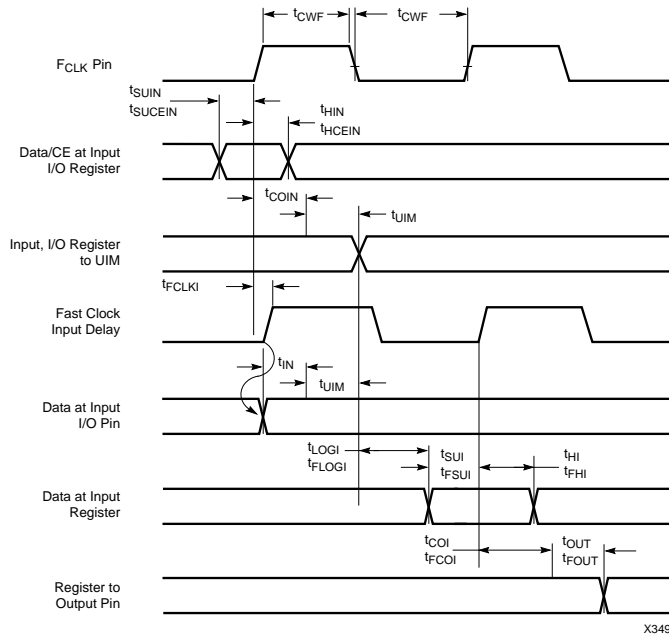 tCWF tCWF
FCLK Pin
tSUIN
tSUCEIN
tHIN
tHCEIN
Data/CE at Input
I/O Register
tCOIN
tUIM
Input, I/O Register
to UIM
tFCLKI
Fast Clock
Input Delay
tIN
tUIM
Data at Input
I/O Pin
tLOGI
tFLOGI
tSUI
tFSUI
tHI
tFHI
Data at Input
Register
tCOI
tFCOI
tOUT
tFOUT
Register to
Output Pin